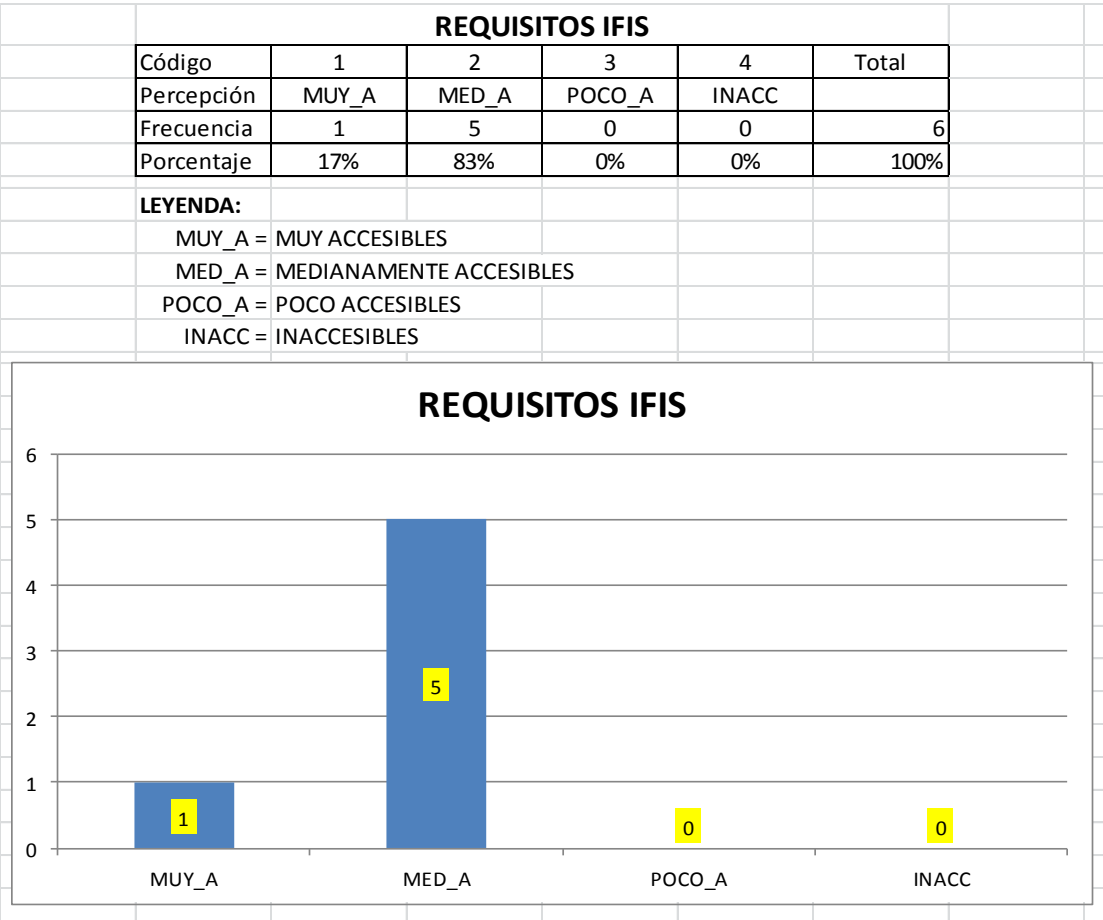 REQUISITOS IFIS
Código 1 2 3 4 Total
Percepción MUY_A MED_A POCO_A INACC
Frecuencia 1 5 0 0 6
Porcentaje 17% 83% 0% 0% 100%
LEYENDA:
MUY_A = MUY ACCESIBLES
MED_A = MEDIANAMENTE ACCESIBLES
POCO_A = POCO ACCESIBLES
INACC = INACCESIBLES
REQUISITOS IFIS
6
5
4
3
2
1
0
1
5
0
0
MUY_A MED_A POCO_A INACC